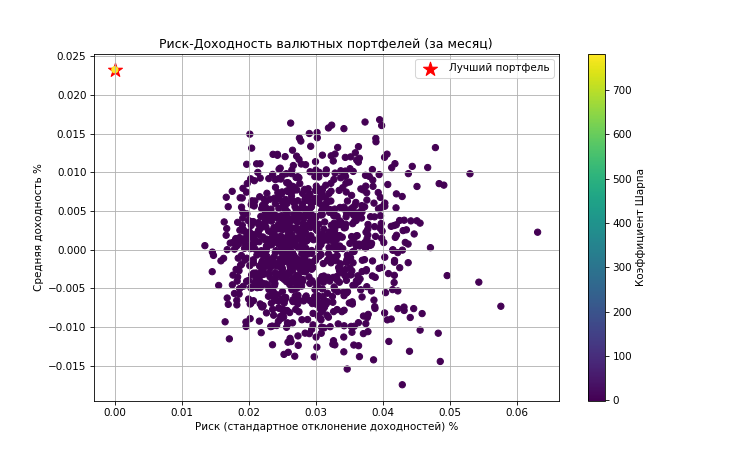 Риск-Доходность валютных портфелей (за месяц)
Лучший портфель
Средняя доходность %
0.025
0.020
0.015
0.010
0.005
0.000
−0.005
−0.010
−0.015
0.00 0.01 0.02 0.03 0.04 0.05 0.06
Риск (стандартное отклонение доходностей) %
700
600
500
400
300
200
100
0
Коэффициент Шарпа